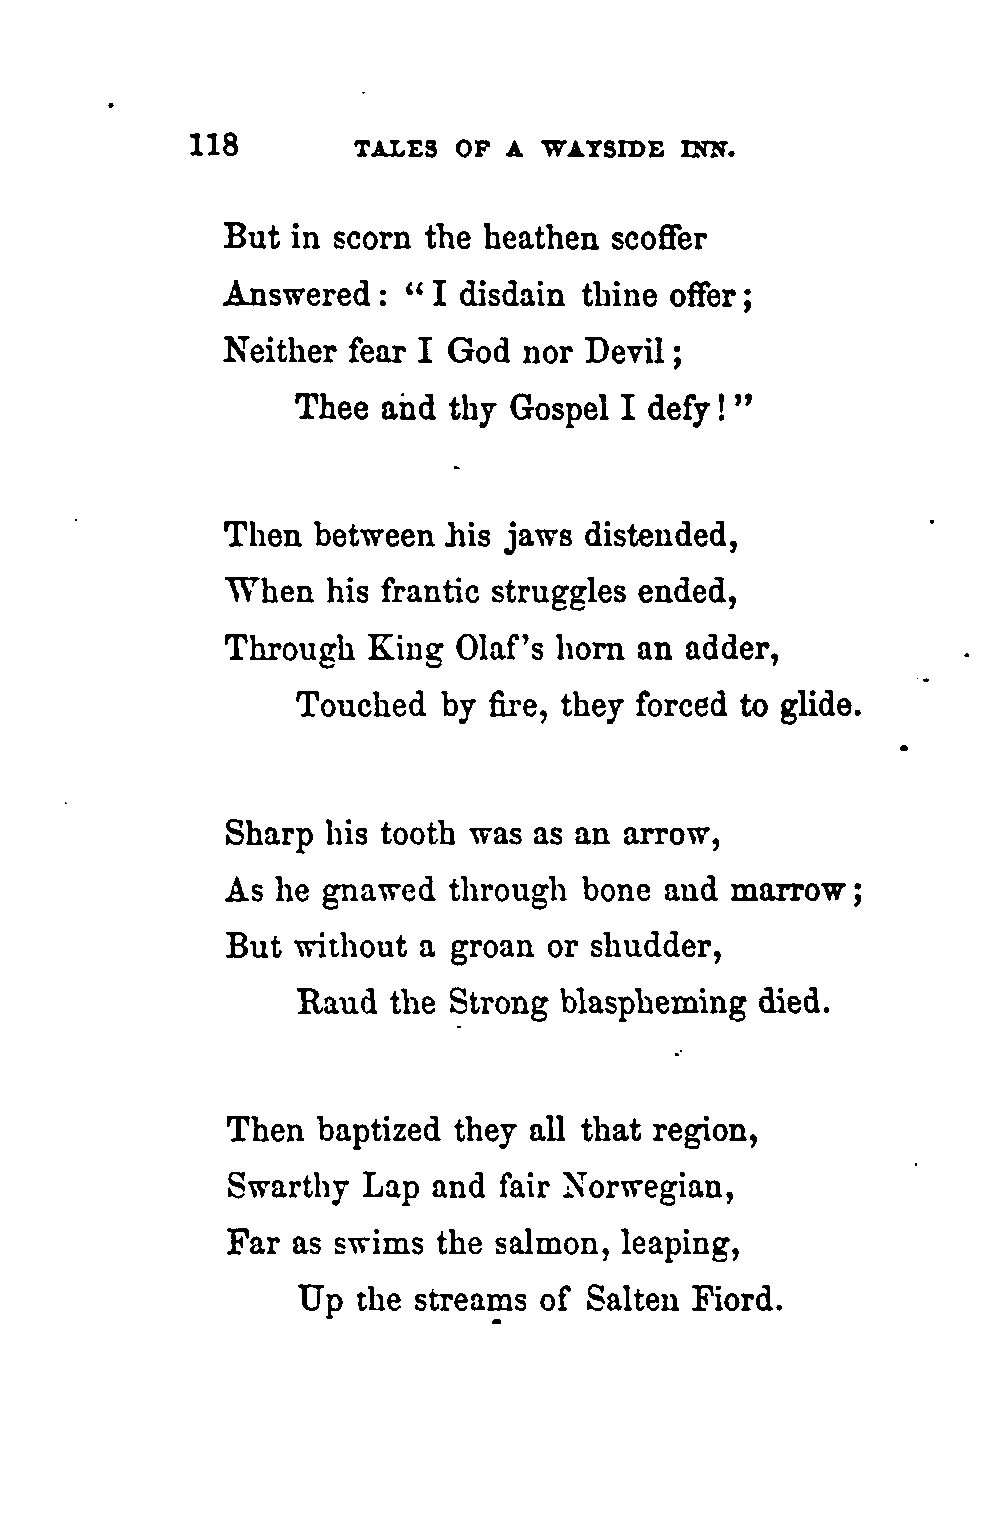 118 TALES OF A WAYSIDE INN.
But in scorn the heathen scoffer
Answered: “I disdain thine offer;
Neither fear I God nor Devil;
Thee and thy Gospel I defy!”
Then between his jaws distended,
When his frantic struggles ended,
Through King Olaf’s horn an adder,
Touched by fire, they forced to glide.
Sharp his tooth was as an arrow,
As he gnawed through bone and marrow;
But without a groan or shudder,
Raud the Strong blaspheming died.
Then baptized they all that region,
Swarthy Lap and fair Norwegian,
Far as swims the salmon, leaping,
Up the streams of Salten Fiord.